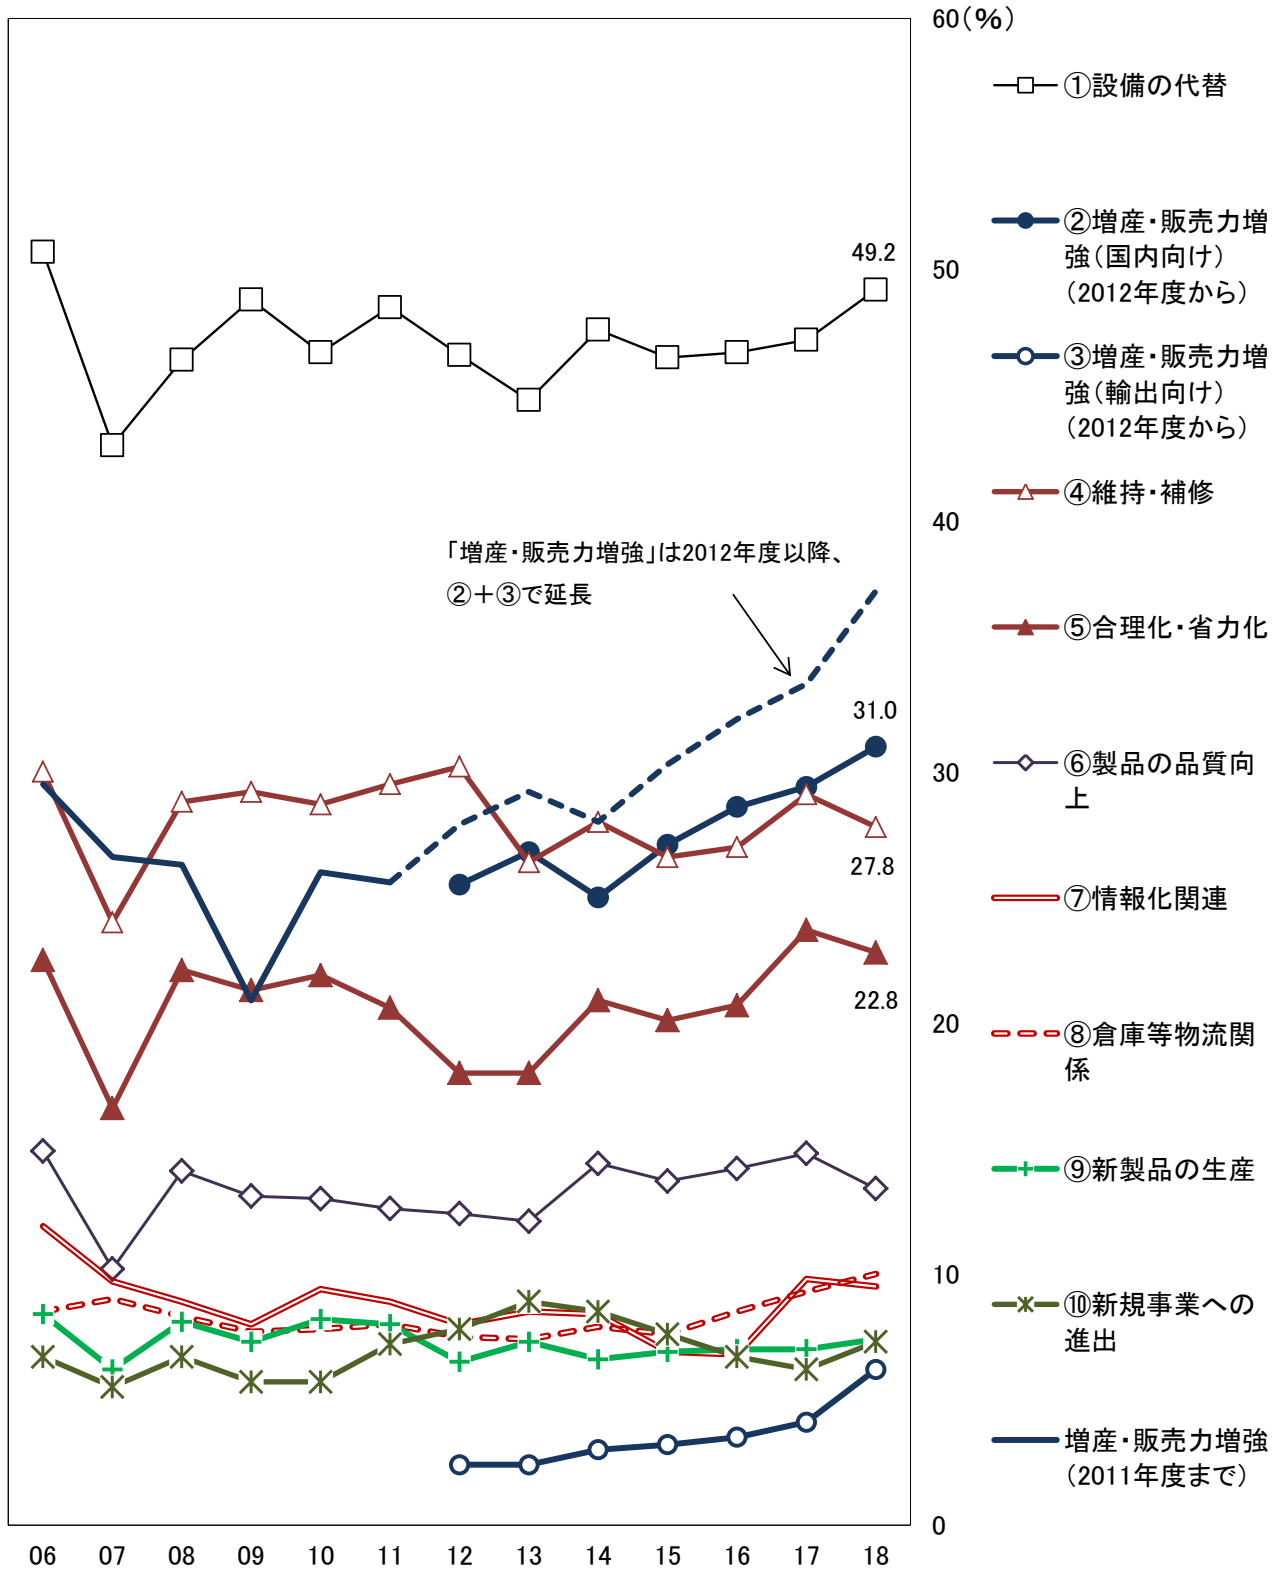 60(%)
①設備の代替
②増産・販売力増
強(国内向け)
(2012年度から)
49.2
50
③増産・販売力増
強(輸出向け)
(2012年度から)
④維持・補修
40
「増産・販売力増強」は2012年度以降、
②+③で延長
⑤合理化・省力化
31.0
30
⑥製品の品質向
上
27.8
⑦情報化関連
22.8
20
⑧倉庫等物流関
係
⑨新製品の生産
10
⑩新規事業への
進出
増産・販売力増強
(2011年度まで)
0
06 07 08 09 10 11 12 13 14 15 16 17 18